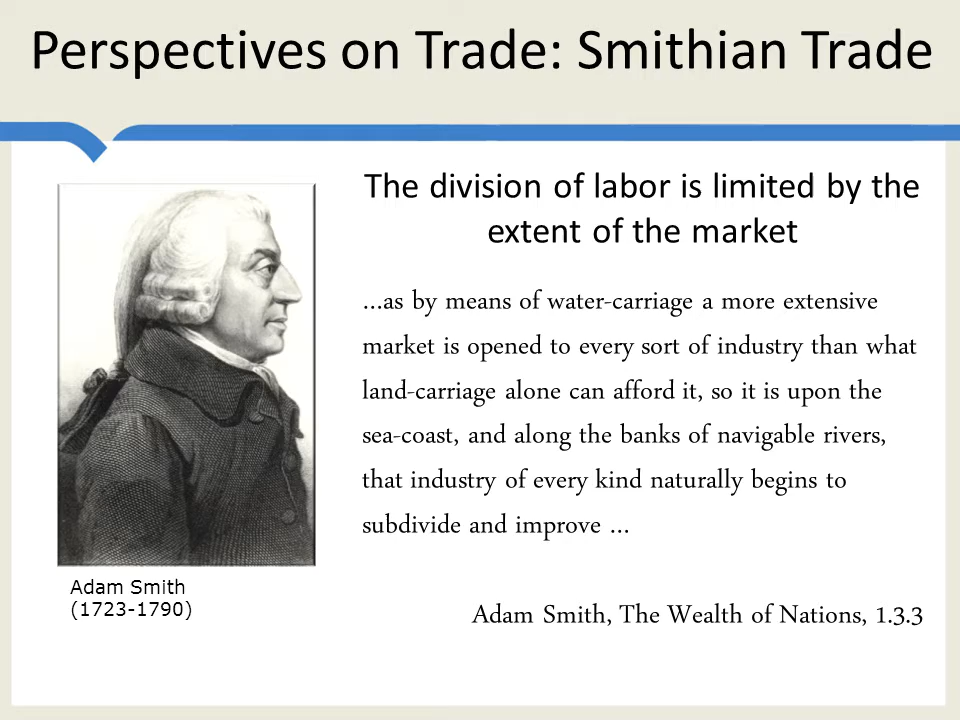 Perspectives on Trade: Smithian Trade
The division of labor is limited by the
extent of the market
...as by means of water-carriage a more extensive
market is opened to every sort of industry than what
land-carriage alone can afford it, so it is upon the
sea-coast, and along the banks of navigable rivers,
that industry of every kind naturally begins to
subdivide and improve ...
Adam Smith, The Wealth of Nations, 1.3.3
Adam Smith
(1723-1790)